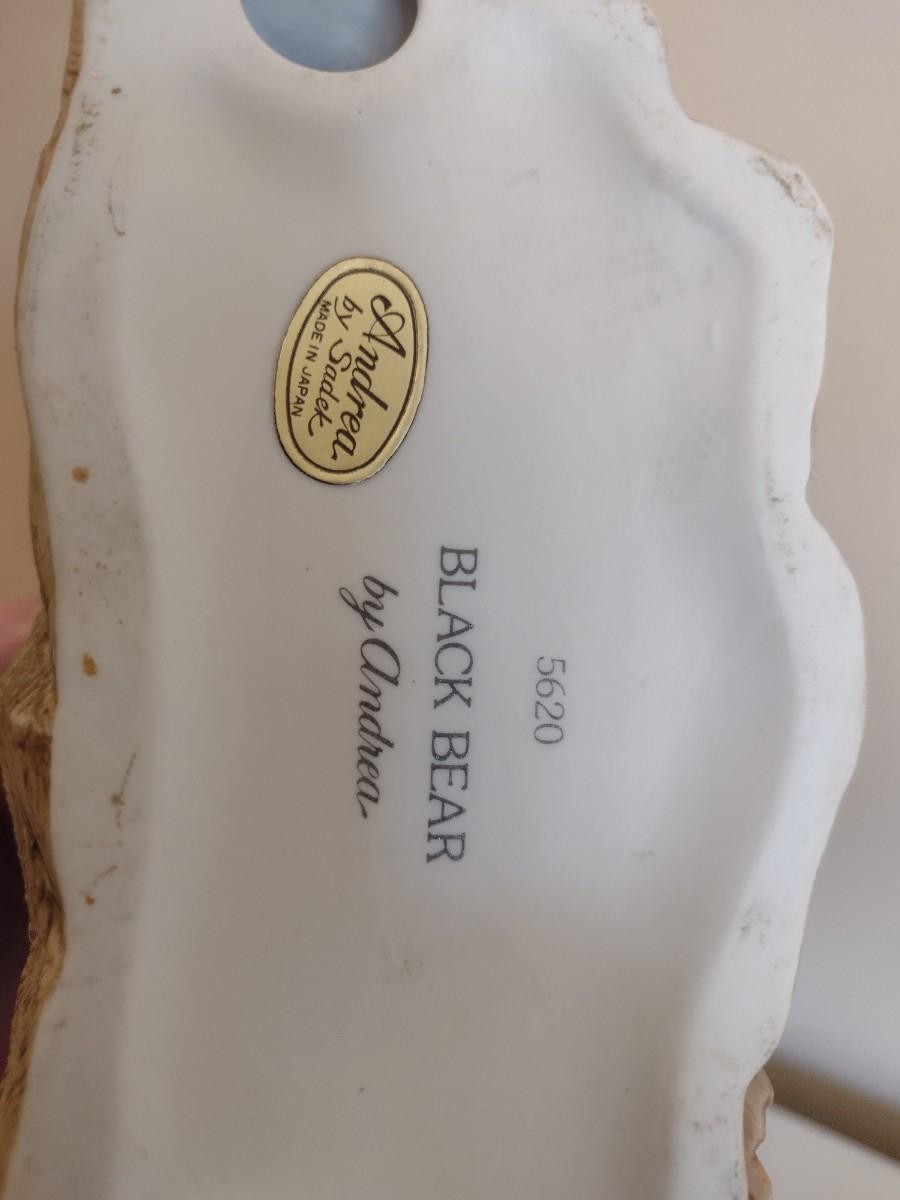 Andrea
by Sadek
MADE IN JAPAN
5620
BLACK BEAR
by Andrea